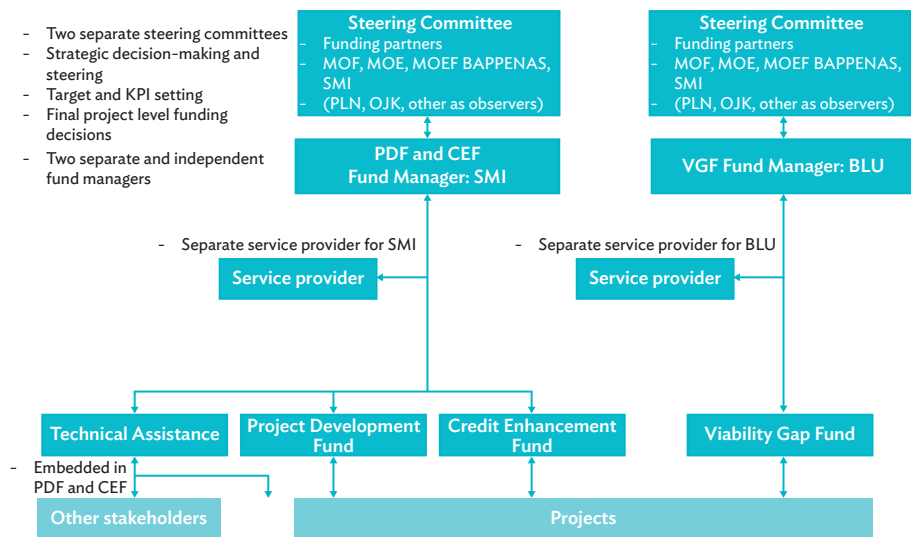 - Two separate steering committees
- Strategic decision-making and
steering
- Target and KPI setting
- Final project level funding
decisions
- Two separate and independent
fund managers
Steering Committee
- Funding partners
- MOF, MOE, MOEF BAPPENAS,
SMI
- (PLN, OJK, other as observers)
Steering Committee
- Funding partners
- MOF, MOE, MOEF BAPPENAS,
SMI
- (PLN, OJK, other as observers)
PDF and CEF
Fund Manager: SMI
VGF Fund Manager: BLU
- Separate service provider for SMI
Service provider
- Separate service provider for BLU
Service provider
Technical Assistance
Project Development
Fund
Credit Enhancement
Fund
Viability Gap Fund
- Embedded in
PDF and CEF
Other stakeholders
Projects